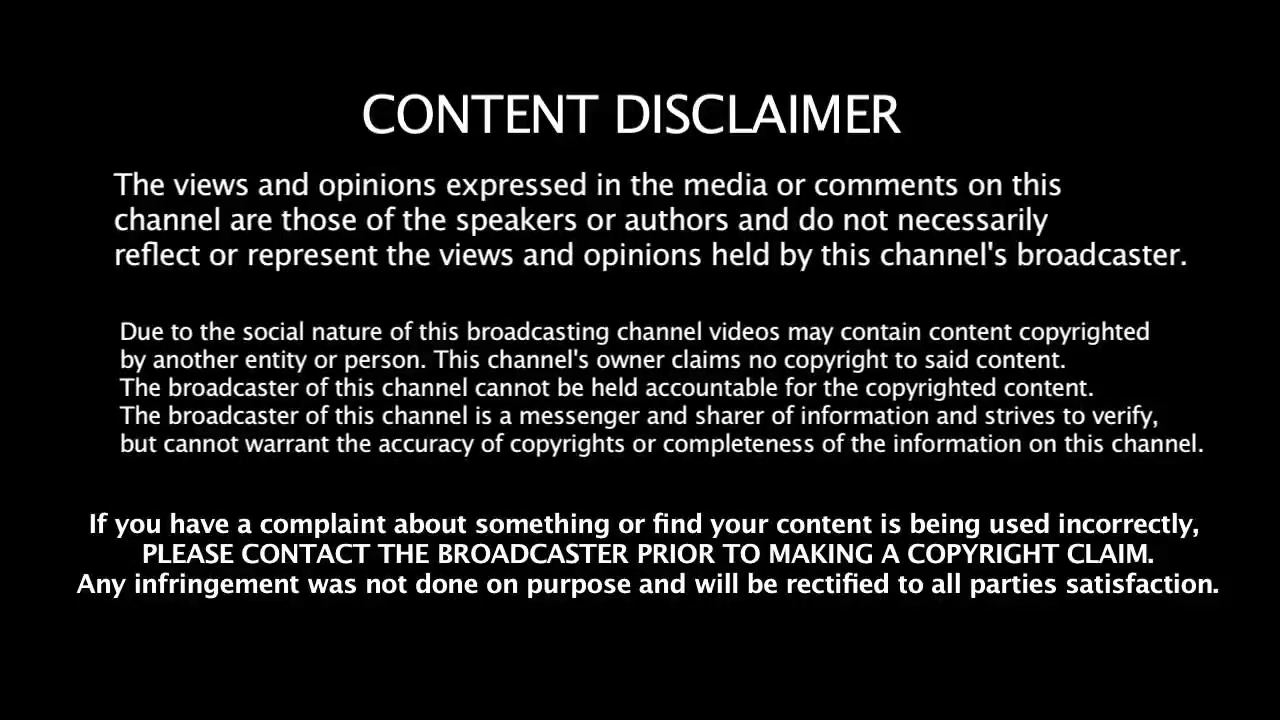 CONTENT DISCLAIMER
The views and opinions expressed in the media or comments on this
channel are those of the speakers or authors and do not necessarily
reflect or represent the views and opinions held by this channel's broadcaster.
Due to the social nature of this broadcasting channel videos may contain content copyrighted
by another entity or person. This channel's owner claims no copyright to said content.
The broadcaster of this channel cannot be held accountable for the copyrighted content.
The broadcaster of this channel is a messenger and sharer of information and strives to verify,
but cannot warrant the accuracy of copyrights or completeness of the information on this channel.
If you have a complaint about something or find your content is being used incorrectly,
PLEASE CONTACT THE BROADCASTER PRIOR TO MAKING A COPYRIGHT CLAIM.
Any infringement was not done on purpose and will be rectified to all parties satisfaction.